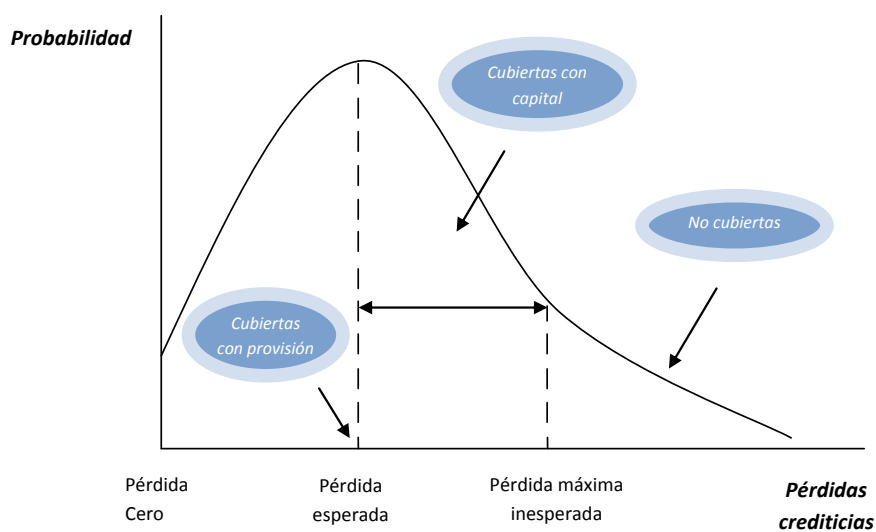 Probabilidad
Cubiertas con
capital
No cubiertas
Cubiertas
con provisión
Pérdida
Cero
Pérdida
esperada
Pérdida máxima
inesperada
Pérdidas
crediticias